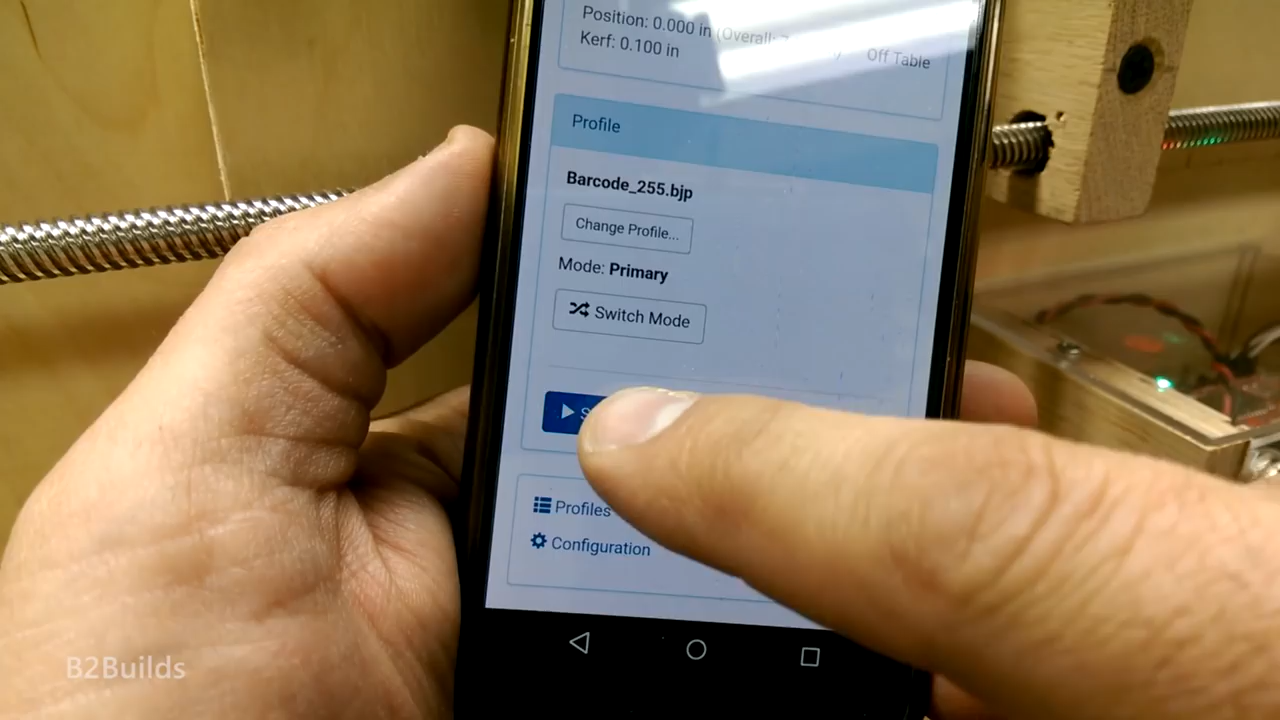 Position: 0.000 in (Overall:
Kerf: 0.100 in
Off Table
Profile
Barcode_255.bjp
Change Profile...
Mode: Primary
Switch Mode
Profiles
Configuration
B2Builds